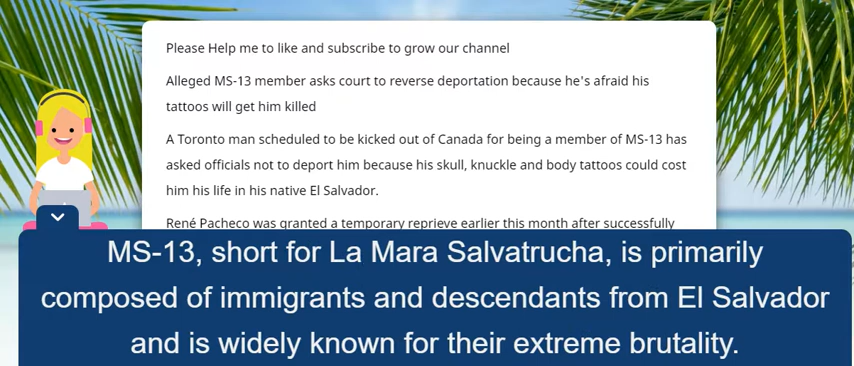 Please Help me to like and subscribe to grow our channel
Alleged MS-13 member asks court to reverse deportation because he's afraid his
tattoos will get him killed
A Toronto man scheduled to be kicked out of Canada for being a member of MS-13 has
asked officials not to deport him because his skull, knuckle and body tattoos could cost
him his life in his native El Salvador.
René Pacheco was granted a temporary reprieve earlier this month after successfully
MS-13, short for La Mara Salvatrucha, is primarily
composed of immigrants and descendants from El Salvador
and is widely known for their extreme brutality.